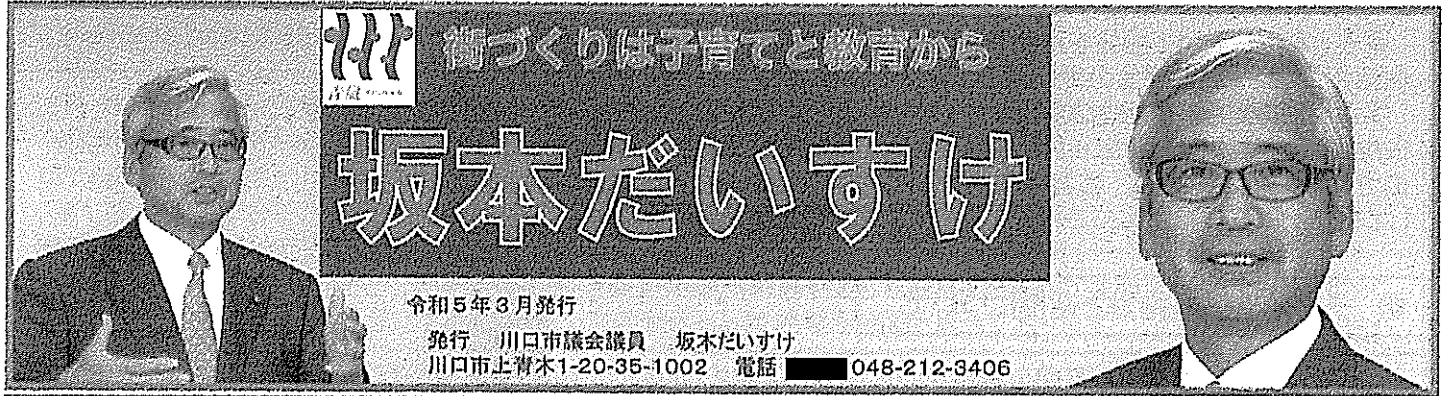 街づくりは子育てと教育から
坂本だいすけ
令和5年3月発行
発行 川口市議会議員 坂本だいすけ
川口市上青木1-20-35-1002 電話 048-212-3406